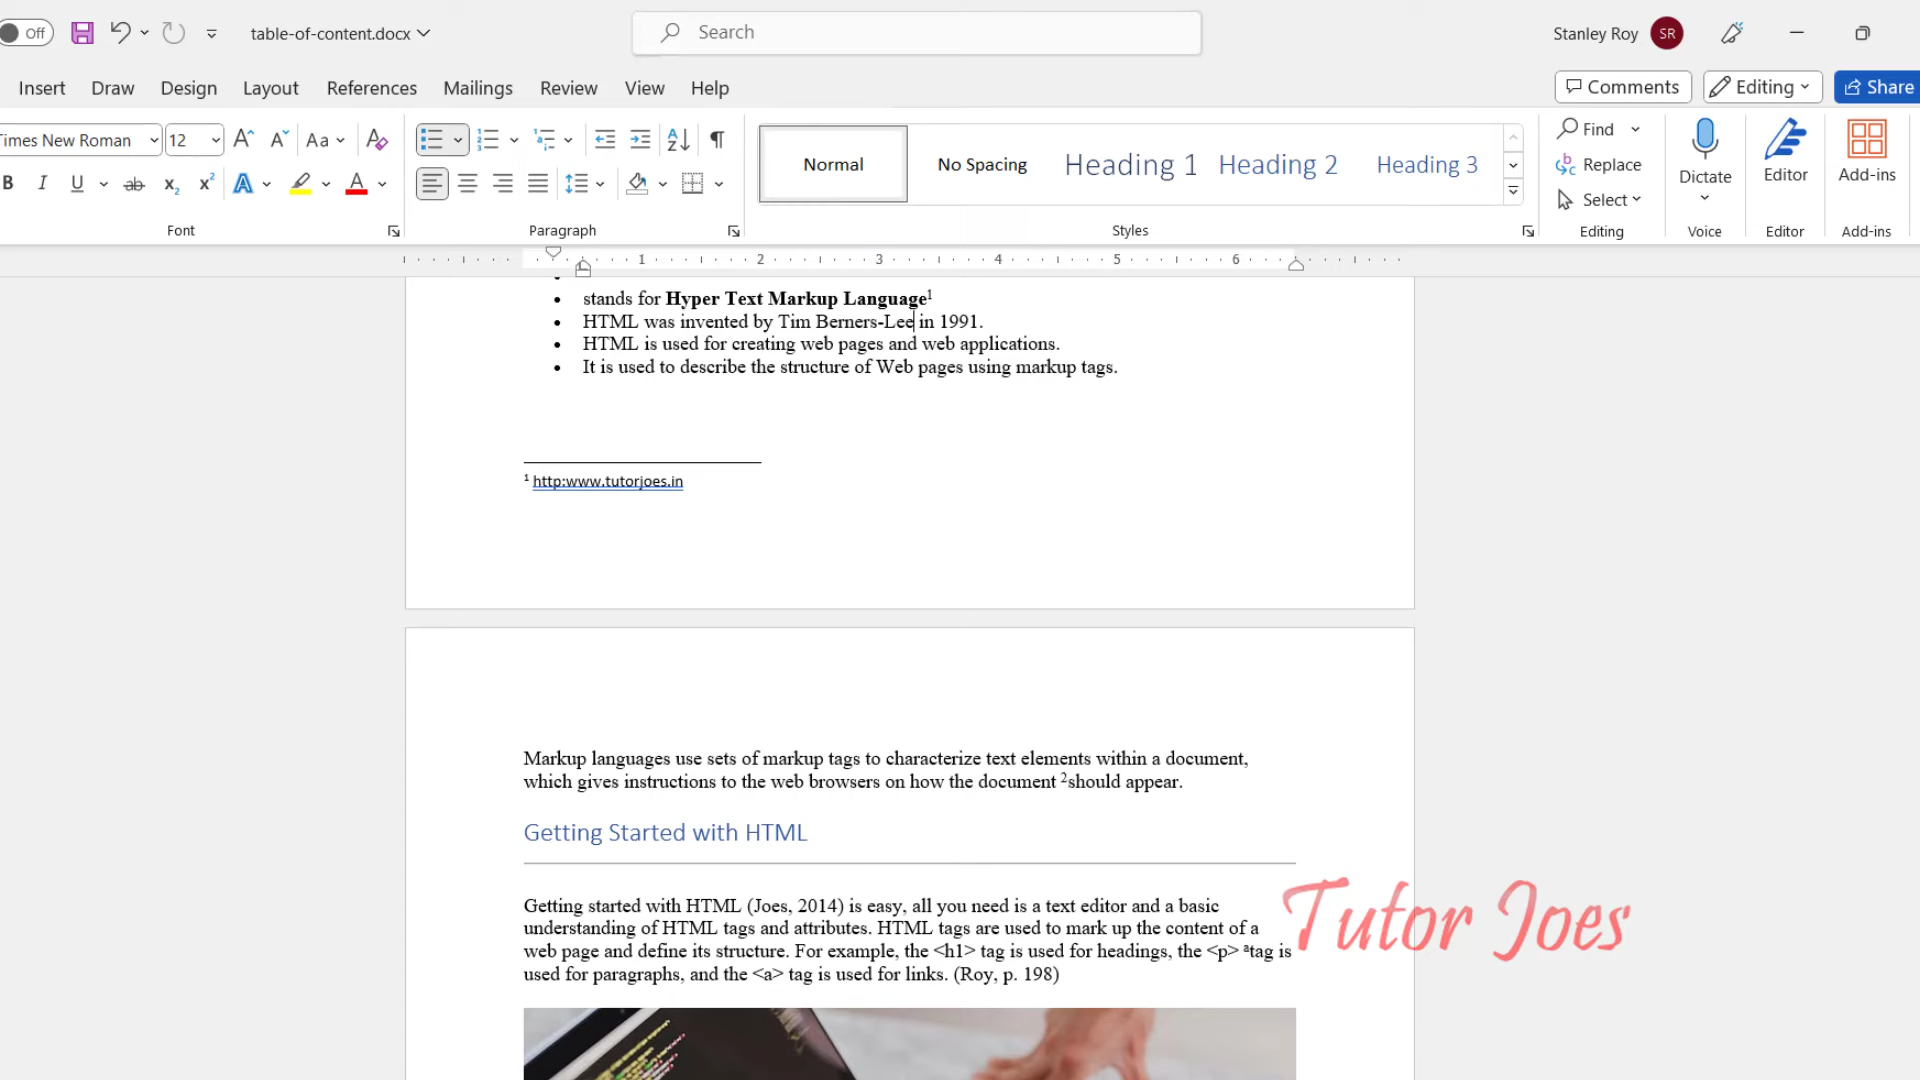 Off
table-of-content.docx
Search
Stanley Roy
SR
Insert Draw Design Layout References Mailings Review View Help
Comments
Editing
Share
Times New Roman
12
Aa
Normal
No Spacing
Heading 1
Heading 2
Heading 3
Find
Replace
Select
Dictate
Editor
Add-ins
Font
Paragraph
Styles
Editing
Voice
Editor
Add-ins
1 2 3 4 5 6
• stands for Hyper Text Markup Language¹
• HTML was invented by Tim Berners-Lee in 1991.
• HTML is used for creating web pages and web applications.
• It is used to describe the structure of Web pages using markup tags.
¹ http:www.tutorjoes.in
Markup languages use sets of markup tags to characterize text elements within a document,
which gives instructions to the web browsers on how the document ²should appear.
Getting Started with HTML
Getting started with HTML (Joes, 2014) is easy, all you need is a text editor and a basic
understanding of HTML tags and attributes. HTML tags are used to mark up the content of a
web page and define its structure. For example, the <h1> tag is used for headings, the <p> ªtag is
used for paragraphs, and the <a> tag is used for links. (Roy, p. 198)
Tutor Joes